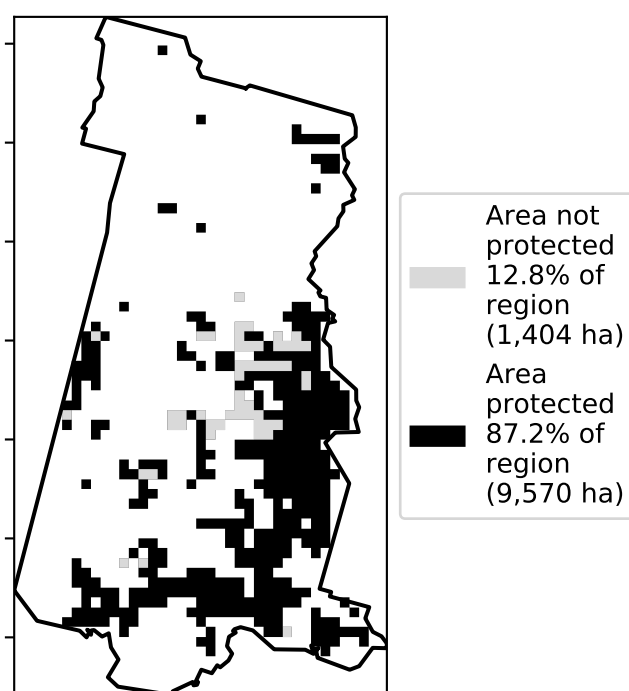 Area not
protected
12.8% of
region
(1,404 ha)
Area
protected
87.2% of
region
(9,570 ha)